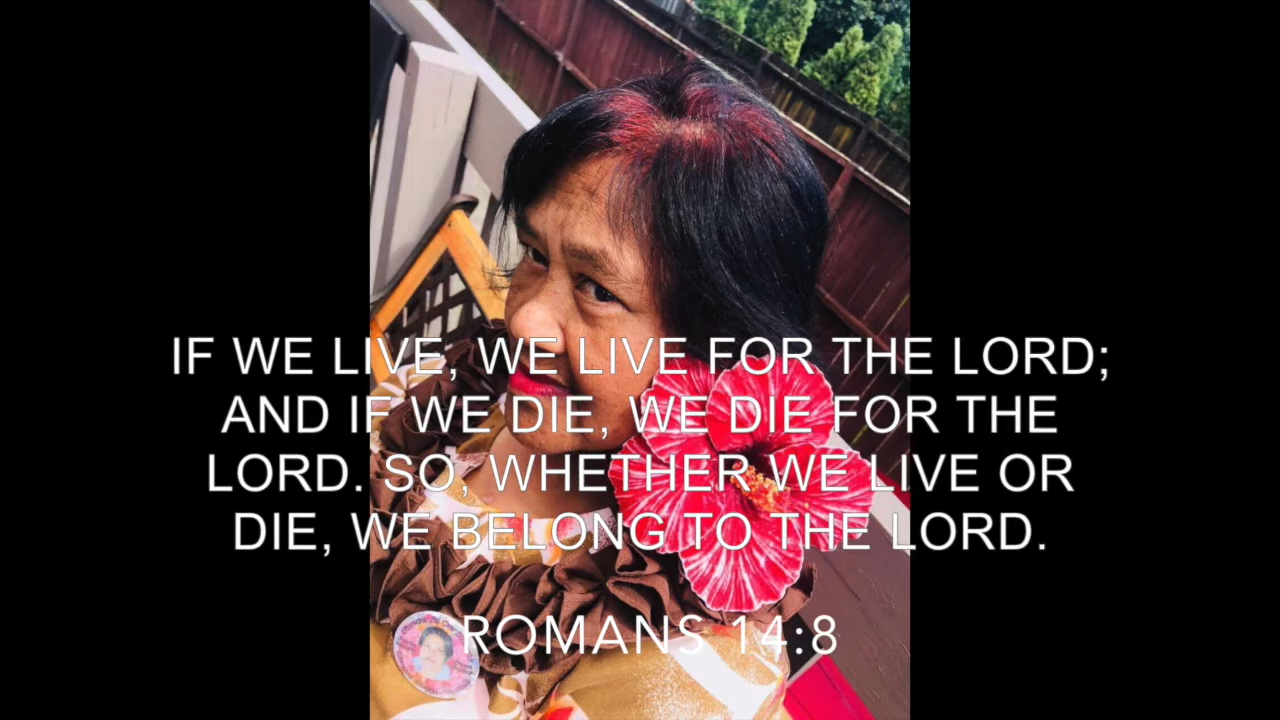 IF WE LIVE, WE LIVE FOR THE LORD;
AND IF WE DIE, WE DIE FOR THE
LORD. SO, WHETHER WE LIVE OR
DIE, WE BELONG TO THE LORD.
ROMANS 14:8